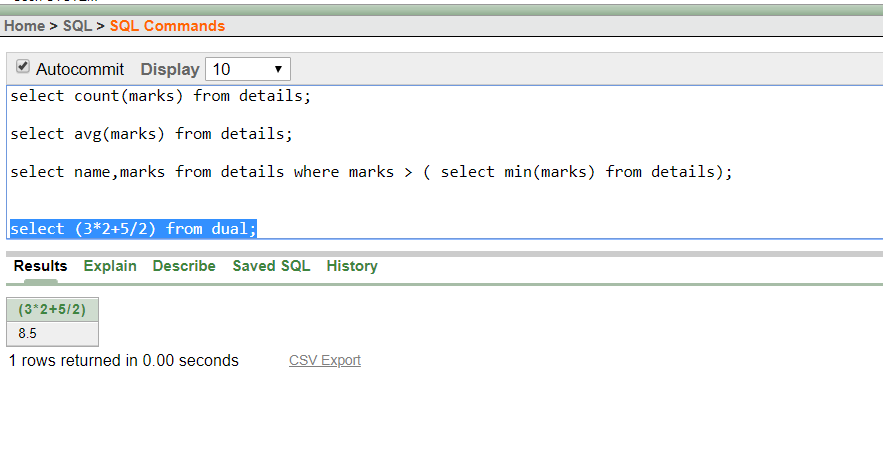 Home > SQL > SQL Commands
Autocommit Display 10
select count(marks) from details;
select avg(marks) from details;
select name,marks from details where marks > ( select min(marks) from details);
select (3*2+5/2) from dual;
Results Explain Describe Saved SQL History
(3*2+5/2)
8.5
1 rows returned in 0.00 seconds CSV Export